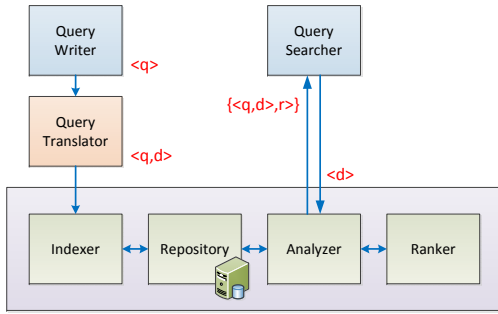 Query
Writer
<q>
Query
Translator
<q,d>
Query
Searcher
{<q,d>,r>}
<d>
Indexer
Repository
Analyzer
Ranker